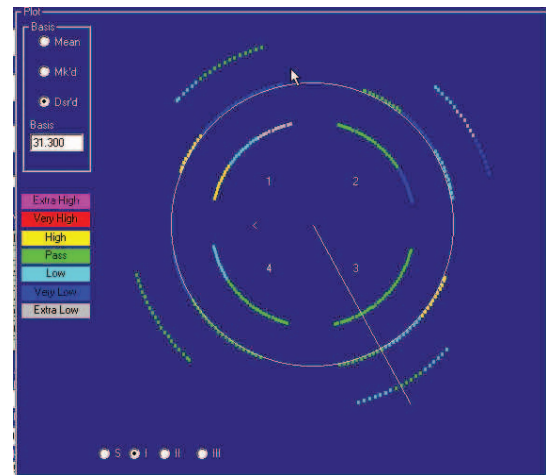 Plot
Basis
Mean
Mk'd
Dsr'd
Basis
31.300
Extra High
Very High
High
Pass
Low
Very Low
Extra Low
1
2
<
4
3
S I II III